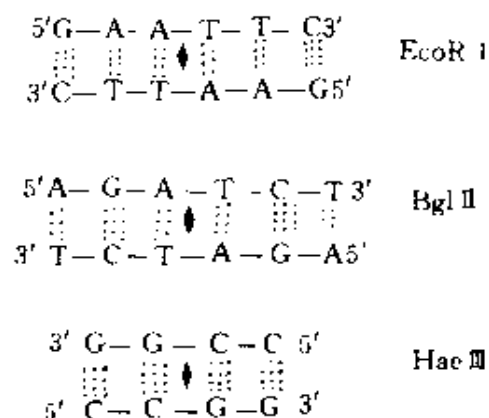 5'G—A-A—T—T—C3'
EcoR I
3'C—T—T—A—A—G5'
5'A—G—A—T-C—T 3'
Bgl II
3' T—C-T—A-G—A5'
3' G—G—C-C 5'
Hae III
5' C—C—G—G 3'